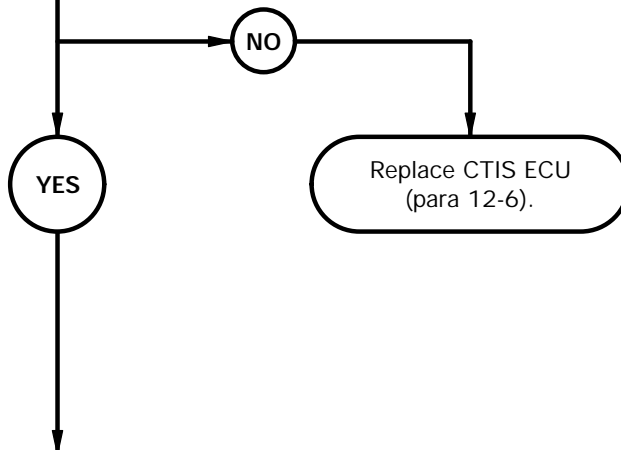 NO
YES
Replace CTIS ECU
(para 12-6).